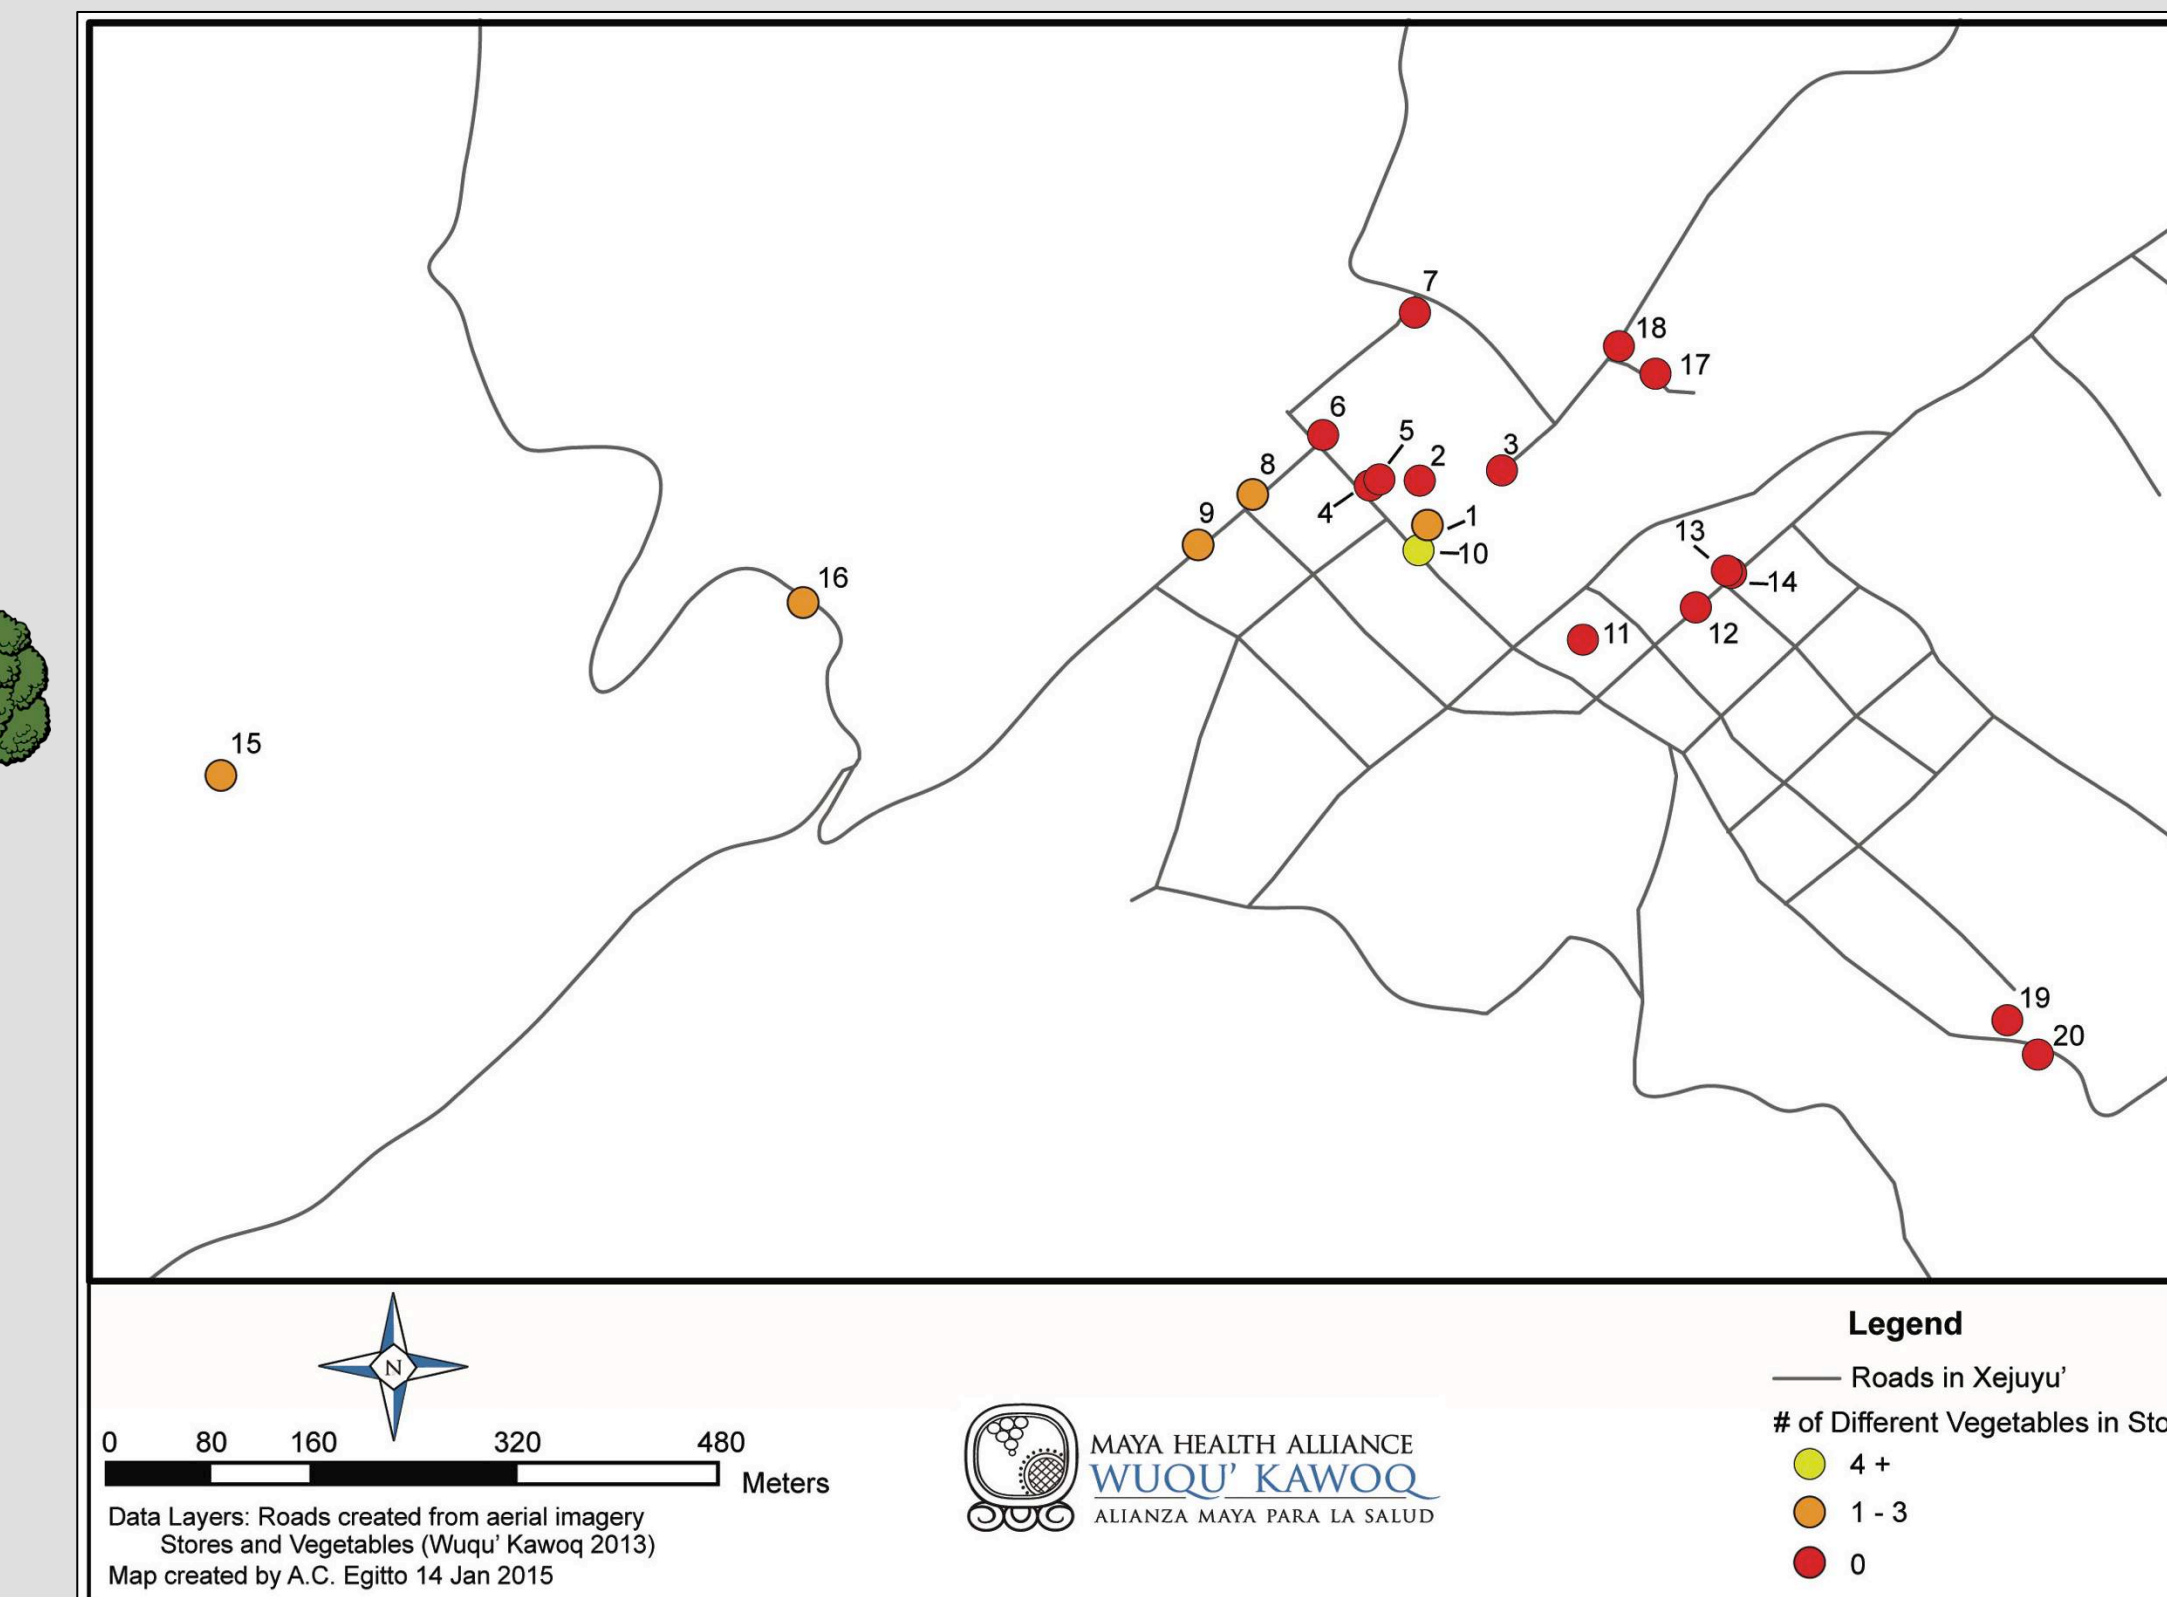 7
18
17
6
5
2
3
8
4
9
1
10
13
14
16
12
11
15
19
20
N
0 80 160 320 480
Meters
Data Layers: Roads created from aerial imagery
Stores and Vegetables (Wuqu’ Kawoq 2013)
Map created by A.C. Egitto 14 Jan 2015
MAYA HEALTH ALLIANCE
WUQU’ KAWOQ
ALIANZA MAYA PARA LA SALUD
Legend
Roads in Xejuyu’
# of Different Vegetables in
4 +
1 - 3
0